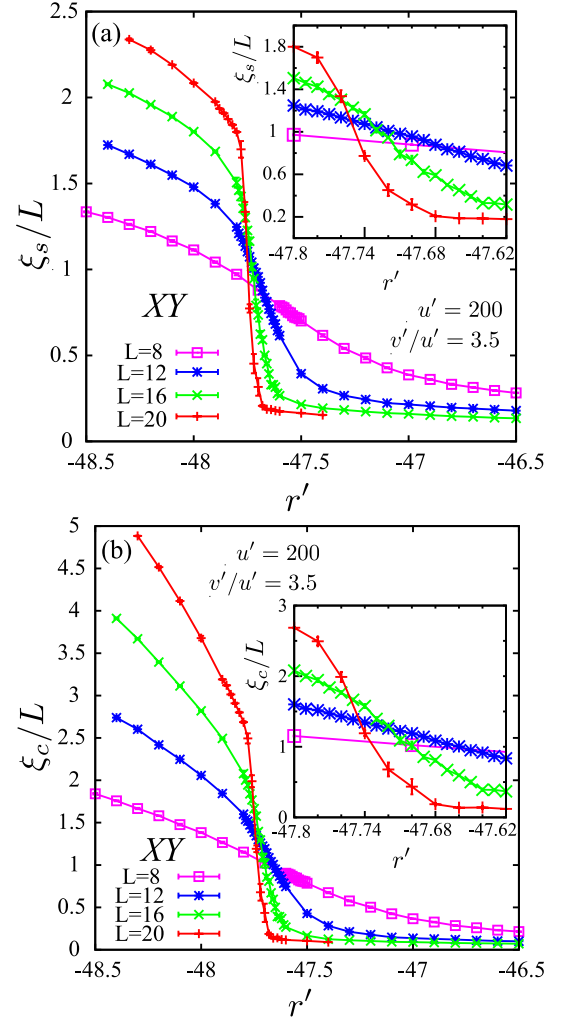 (a)
2.5
2
1.5
1
0.5
0
ξs/L
XY
L=8
L=12
L=16
L=20
u′ = 200
v′/u′ = 3.5
-48.5 -48 -47.5 -47 -46.5
r′
1.8
1.4
1
0.6
0.2
ξs/L
-47.8 -47.74 -47.68 -47.62
r′
(b)
5
4.5
4
3.5
3
2.5
2
1.5
1
0.5
0
ξc/L
u′ = 200
v′/u′ = 3.5
XY
L=8
L=12
L=16
L=20
-48.5 -48 -47.5 -47 -46.5
r′
3
2
1
0
ξc/L
-47.8 -47.74 -47.68 -47.62
r′